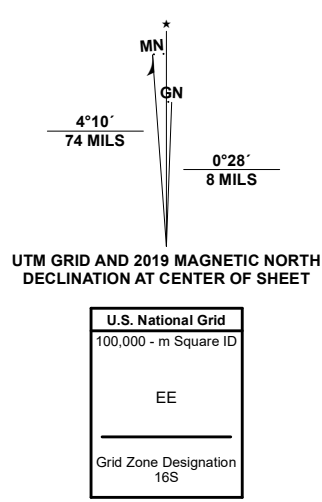 MN
GN
4°10´
74 MILS
0°28´
8 MILS
UTM GRID AND 2019 MAGNETIC NORTH
DECLINATION AT CENTER OF SHEET
U.S. National Grid
100,000 - m Square ID
EE
Grid Zone Designation
16S